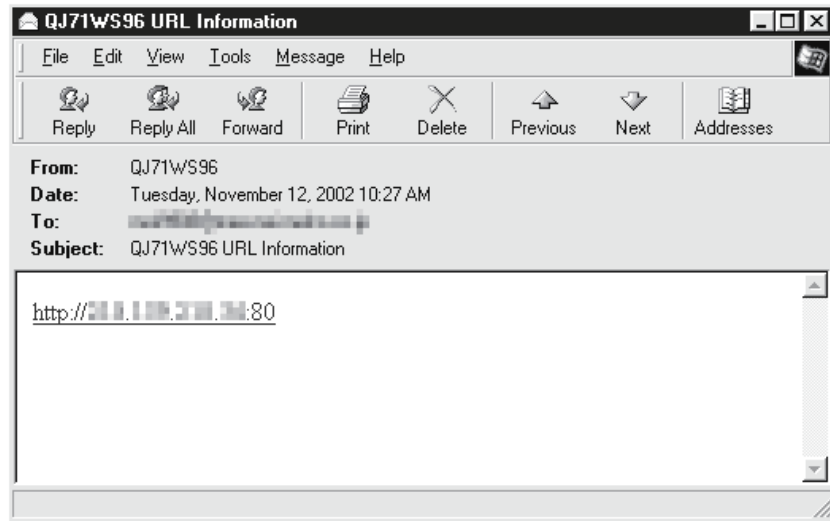 QJ71WS96 URL Information
File Edit View Tools Message Help
Reply Reply All Forward Print Delete Previous Next Addresses
From: QJ71WS96
Date: Tuesday, November 12, 2002 10:27 AM
To:
Subject: QJ71WS96 URL Information
http:// :80